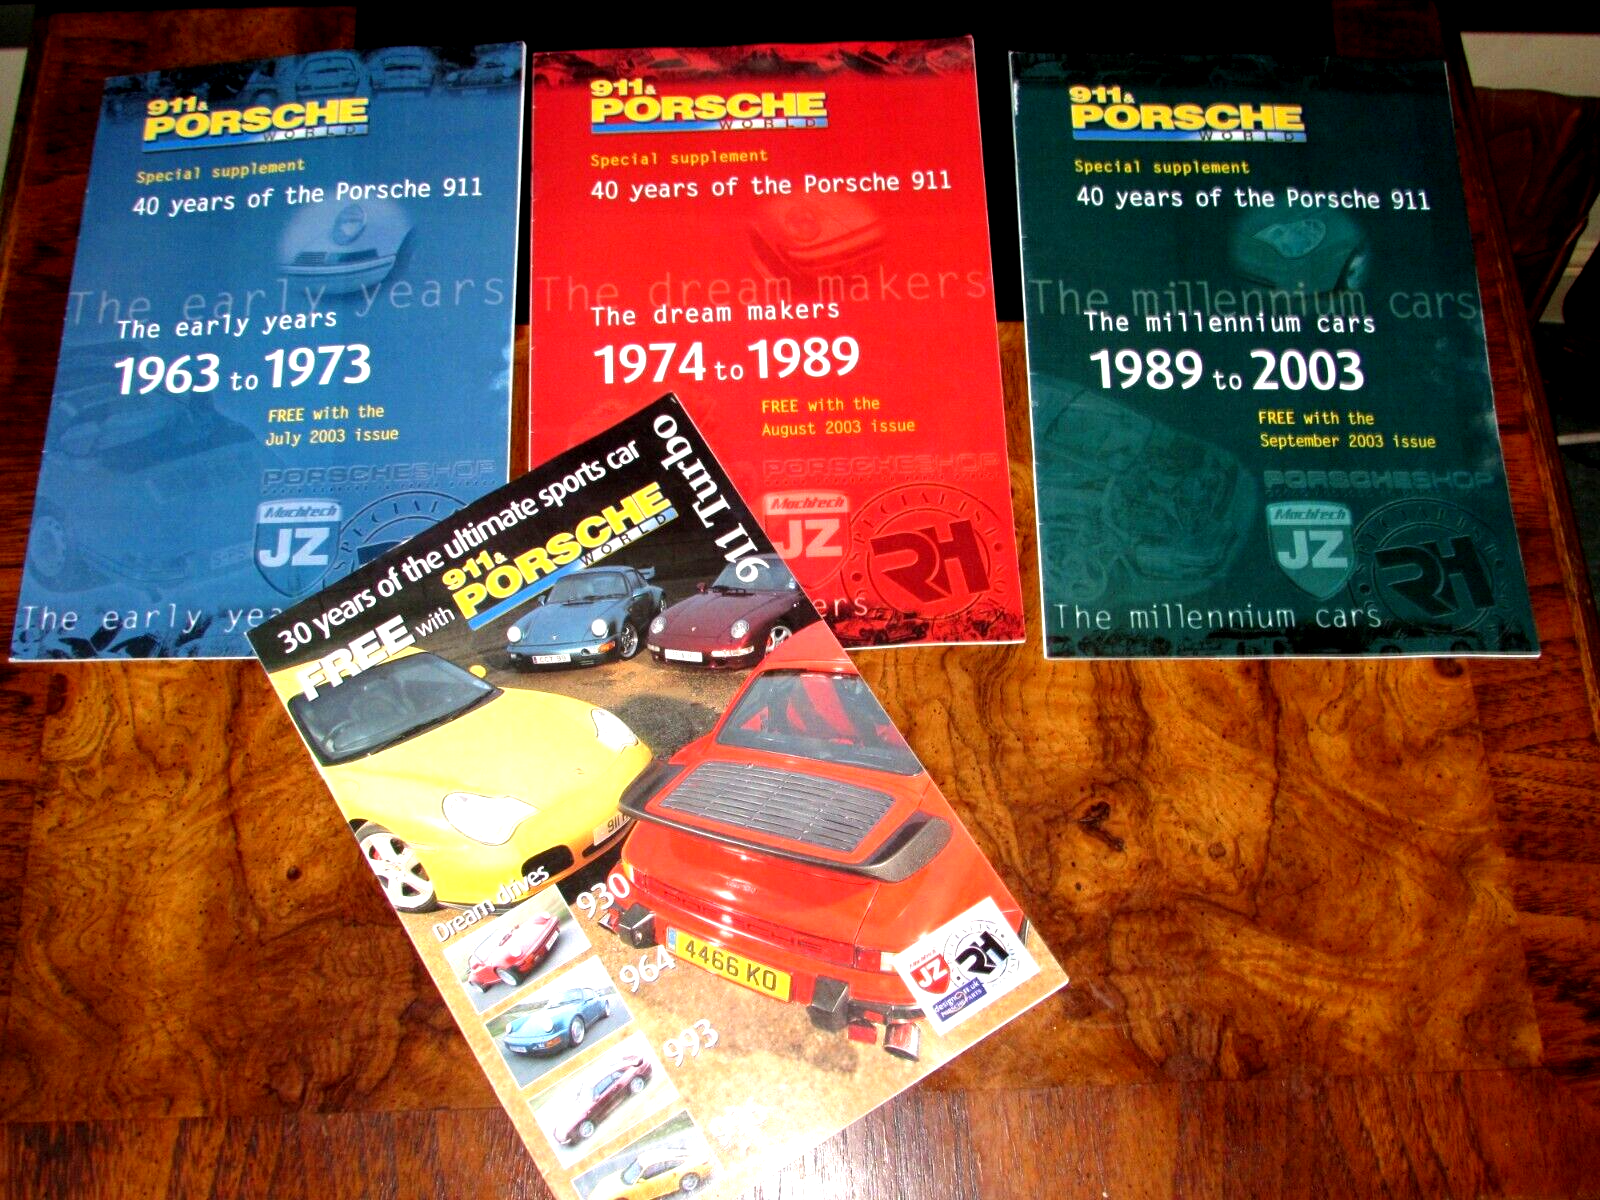 911&
PORSCHE
WORLD
Special supplement
40 years of the Porsche 911
The early years
The early years
1963 to 1973
FREE with the
July 2003 issue
PORSCHESHOP
Machtech
JZ
The early yea
911&
PORSCHE
WORLD
Special supplement
40 years of the Porsche 911
The dream makers
The dream makers
1974 to 1989
FREE with the
August 2003 issue
PORSCHESHOP
Machtech
JZ
RH
ers
911&
PORSCHE
WORLD
Special supplement
40 years of the Porsche 911
The millennium cars
The millennium cars
1989 to 2003
FREE with the
September 2003 issue
PORSCHESHOP
Machtech
JZ
RH
The millennium cars
30 years of the ultimate sports car
911 Turbo
FREE with
911&
PORSCHE
WORLD
Dream drives
930
964
993
4466 KO
JZ
RH